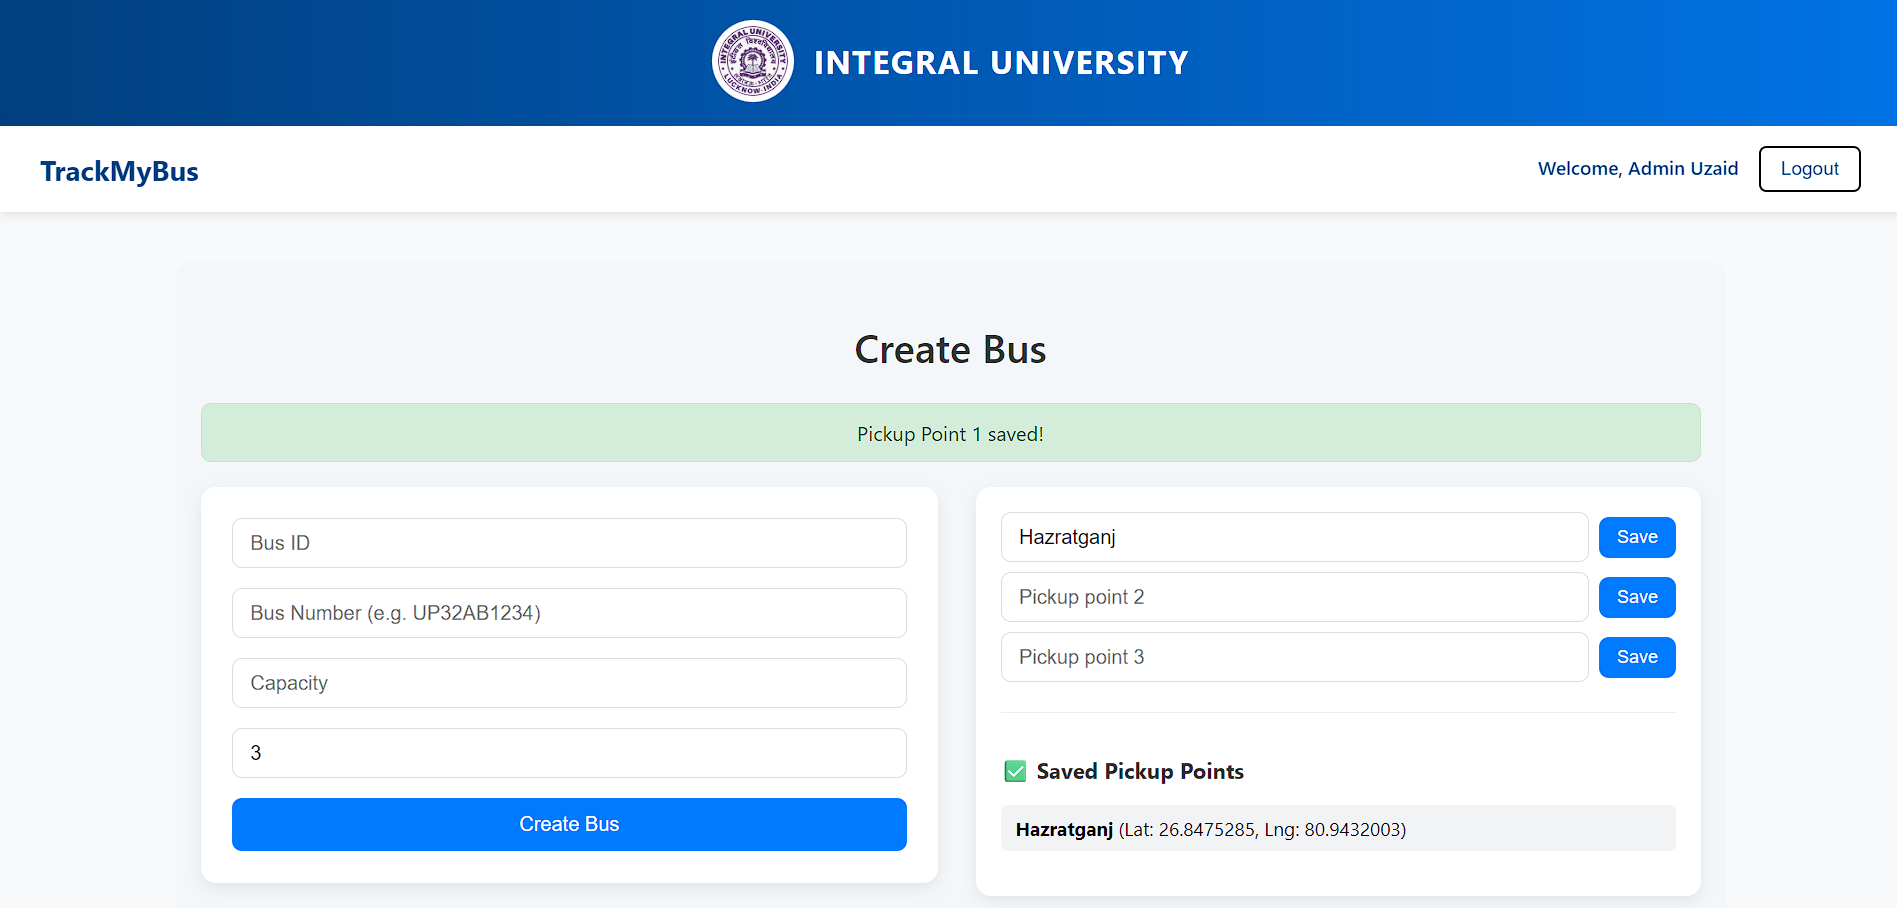 INTEGRAL UNIVERSITY
INTEGRAL UNIVERSITY
LUCKNOW-INDIA
TrackMyBus
Welcome, Admin Uzaid
Logout
Create Bus
Pickup Point 1 saved!
Bus ID
Bus Number (e.g. UP32AB1234)
Capacity
3
Create Bus
Hazratganj
Save
Pickup point 2
Save
Pickup point 3
Save
✅ Saved Pickup Points
Hazratganj (Lat: 26.8475285, Lng: 80.9432003)